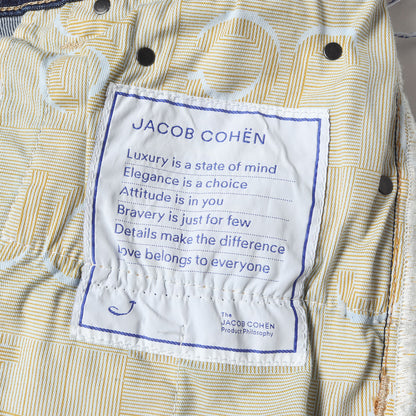 JACOB COHËN
Luxury is a state of mind
Elegance is a choice
Attitude is in you
Bravery is just for few
Details make the difference
love belongs to everyone
The
JACOB COHËN
Product Philosophy